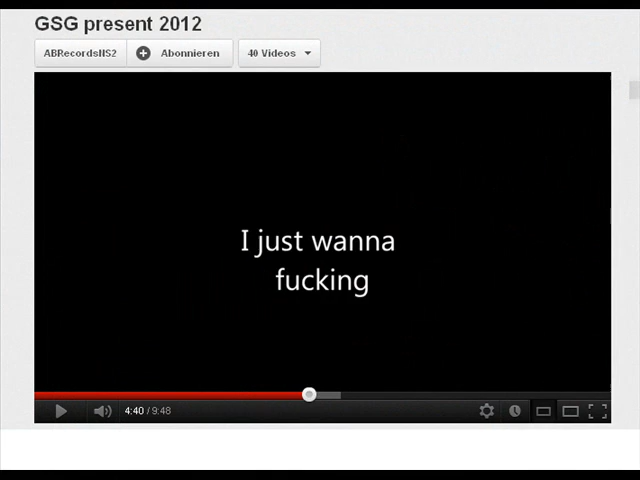 GSG present 2012
ABRecordsNS2 Abonnieren 40 Videos
I just wanna
fucking
4:40 / 9:48